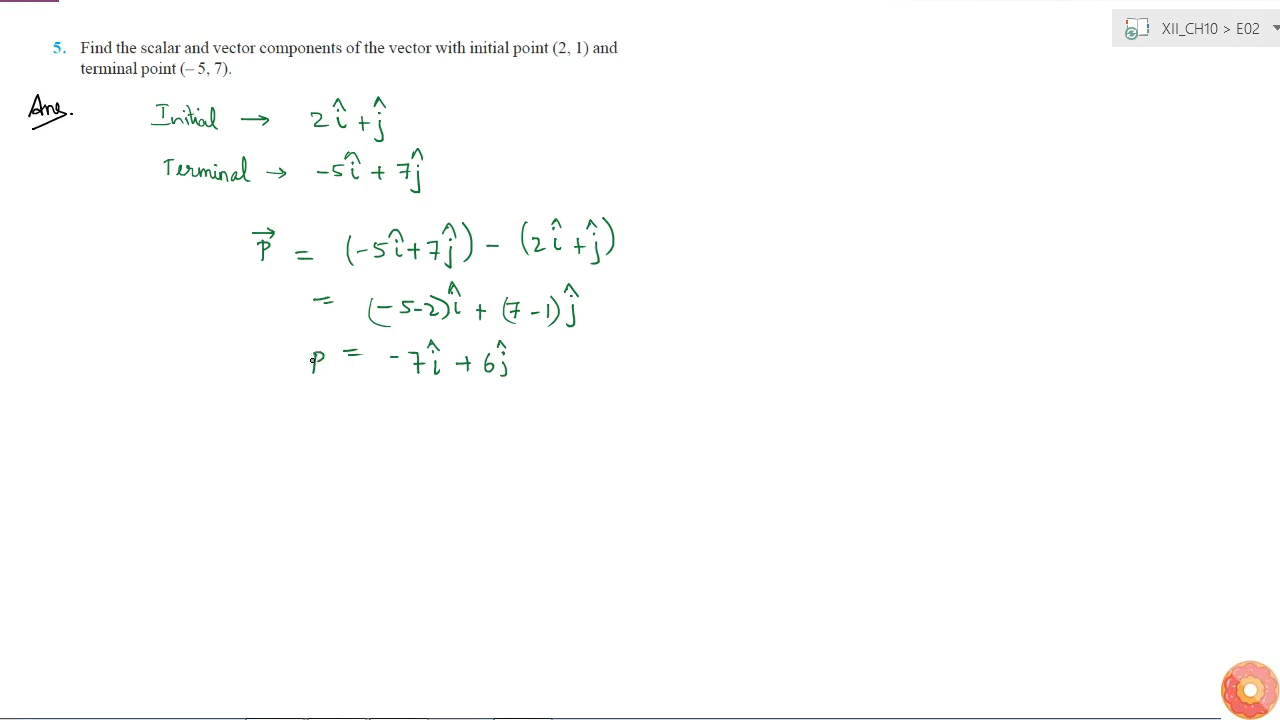 XII_CH10 > E02
5. Find the scalar and vector components of the vector with initial point (2, 1) and
terminal point (– 5, 7).
Ans.
Initial → 2î + ĵ
Terminal → -5î + 7ĵ
p⃗ = (-5î + 7ĵ) - (2î + ĵ)
= (-5-2)î + (7-1)ĵ
p = -7î + 6ĵ